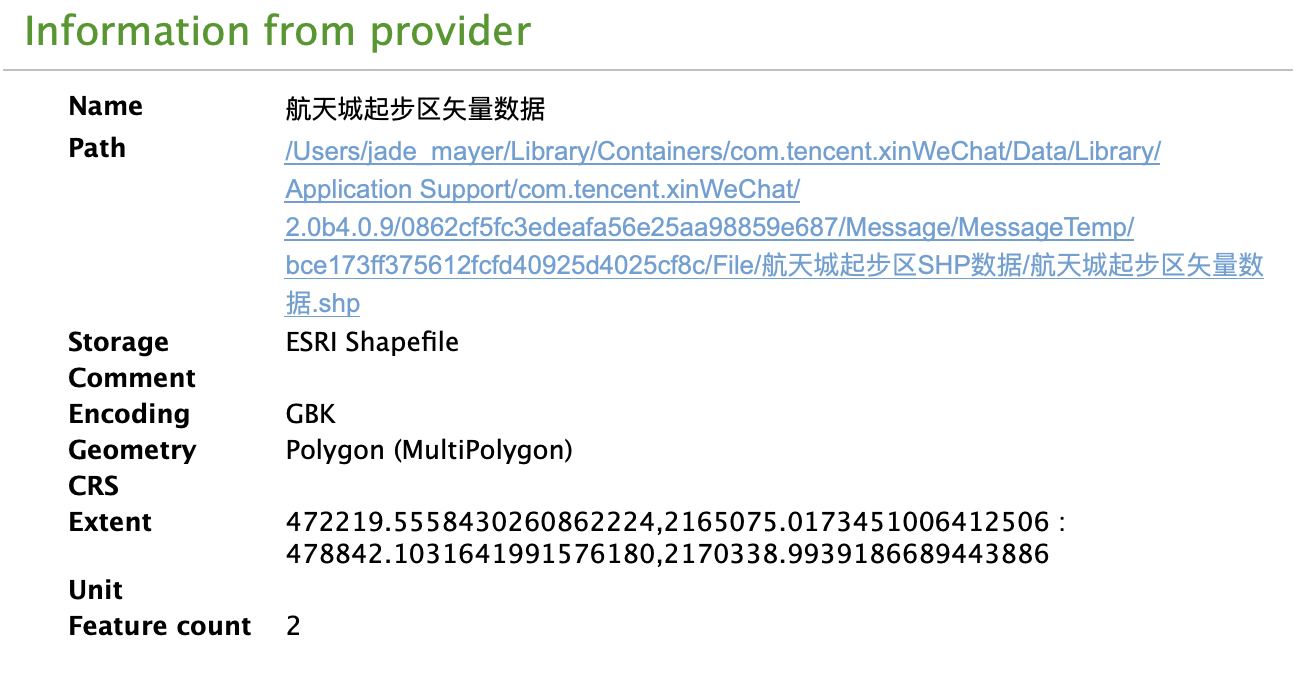 Information from provider
Name 航天城起步区矢量数据
Path /Users/jade_mayer/Library/Containers/com.tencent.xinWeChat/Data/Library/
Application Support/com.tencent.xinWeChat/
2.0b4.0.9/0862cf5fc3edeafa56e25aa98859e687/Message/MessageTemp/
bce173ff375612fcfd40925d4025cf8c/File/航天城起步区SHP数据/航天城起步区矢量数
据.shp
Storage ESRI Shapefile
Comment
Encoding GBK
Geometry Polygon (MultiPolygon)
CRS
Extent 472219.5558430260862224,2165075.0173451006412506 :
478842.1031641991576180,2170338.9939186689443886
Unit
Feature count 2